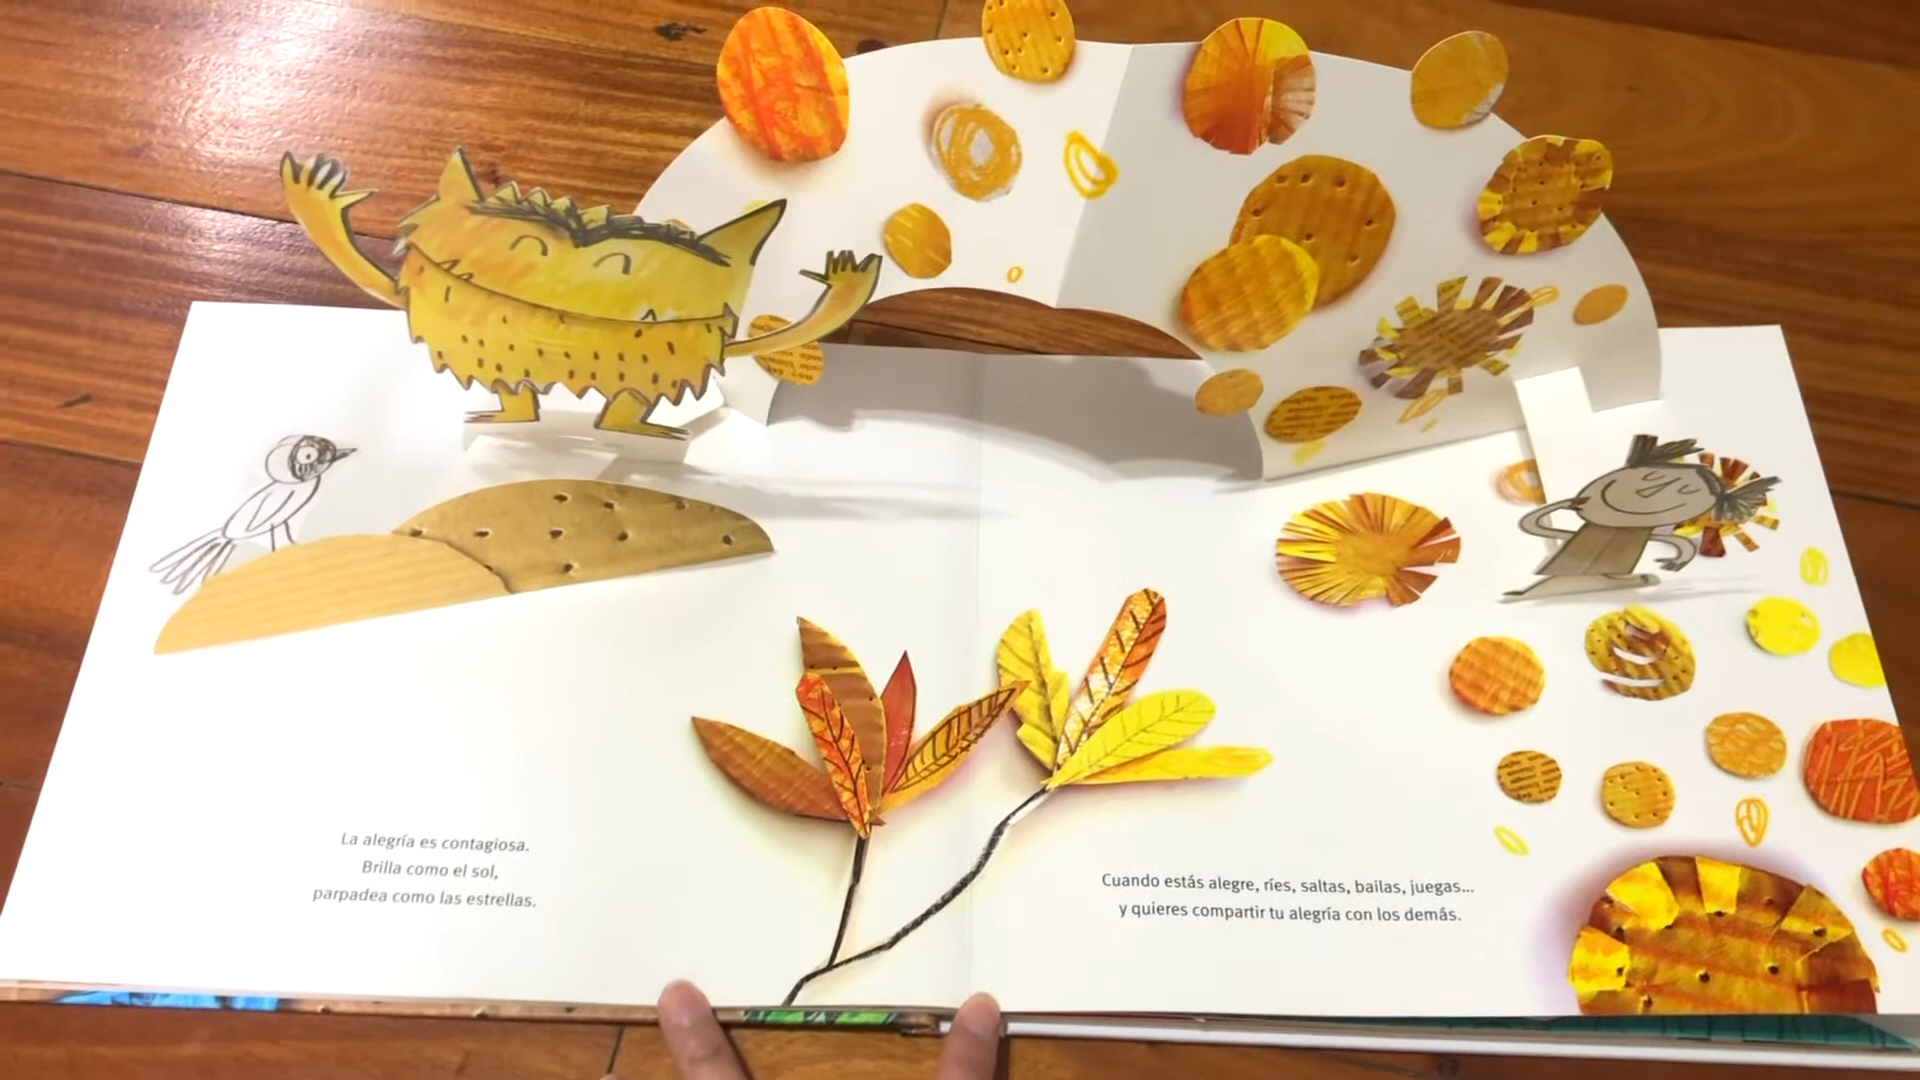 La alegría es contagiosa.
Brilla como el sol,
parpadea como las estrellas.
Cuando estás alegre, ríes, saltas, bailas, juegas...
y quieres compartir tu alegría con los demás.